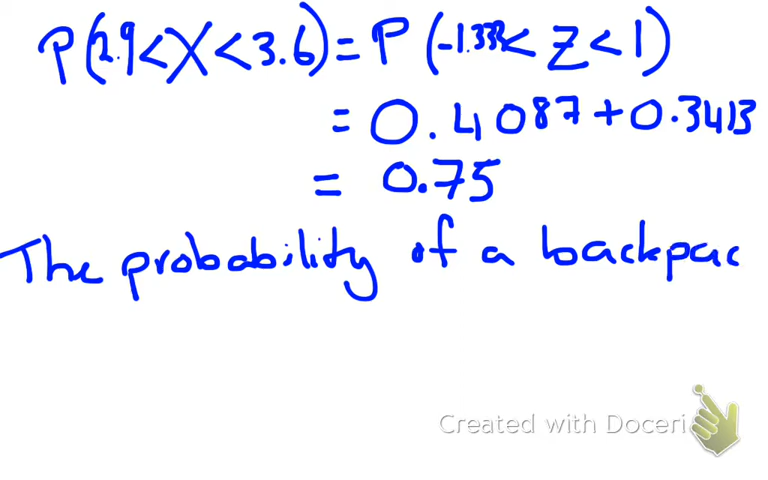 P(2.9<X<3.6)=P(-1.333<Z<1)
=0.4087+0.3413
=0.75
The probability of a backpac
Created with Doceri